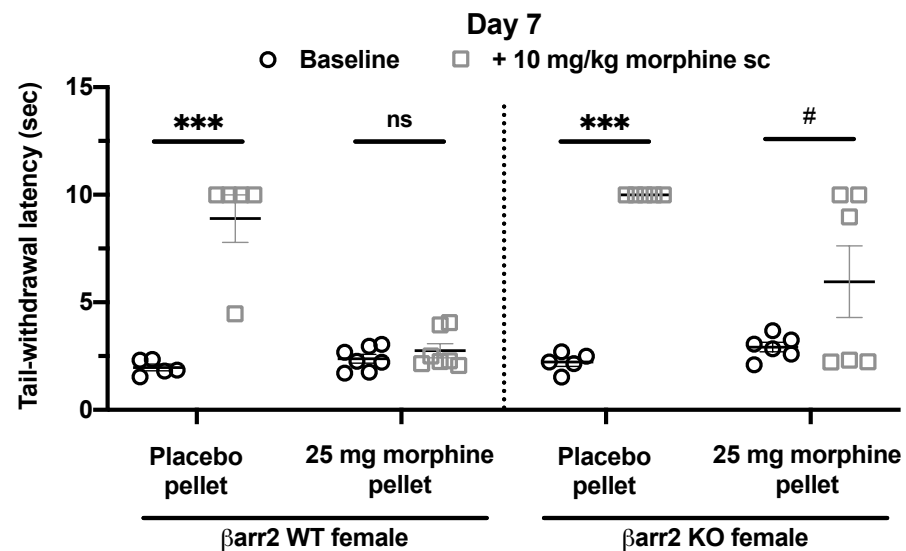 Day 7
Baseline + 10 mg/kg morphine sc
Tail-withdrawal latency (sec)
15
10
5
0
*** ns *** #
Placebo pellet
25 mg morphine pellet
Placebo pellet
25 mg morphine pellet
βarr2 WT female
βarr2 KO female